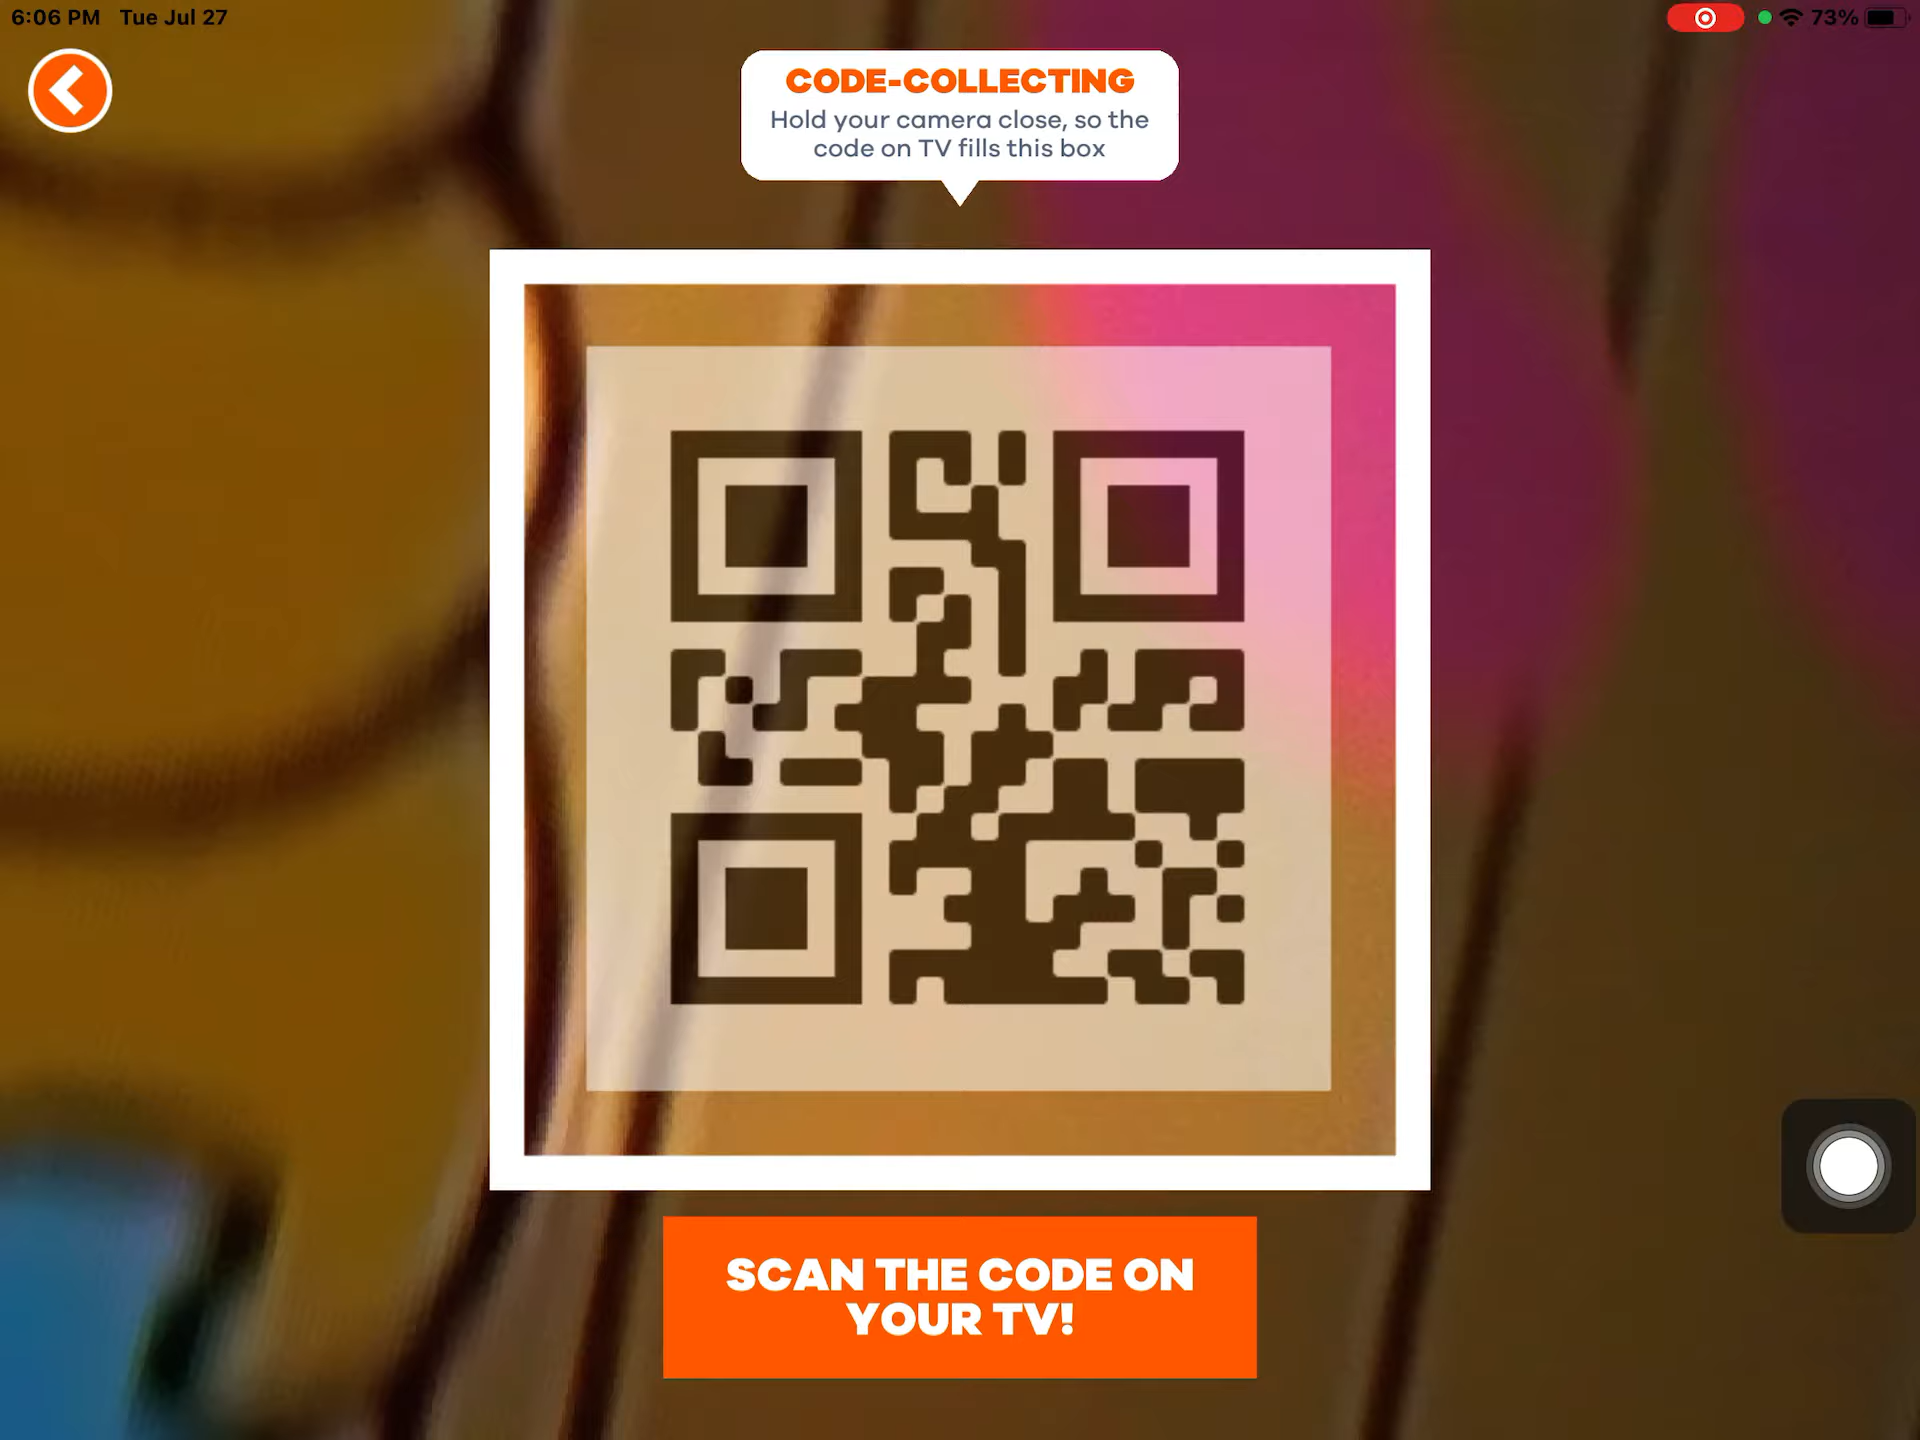 6:06 PM Tue Jul 27
73%
CODE-COLLECTING
Hold your camera close, so the
code on TV fills this box
SCAN THE CODE ON
YOUR TV!